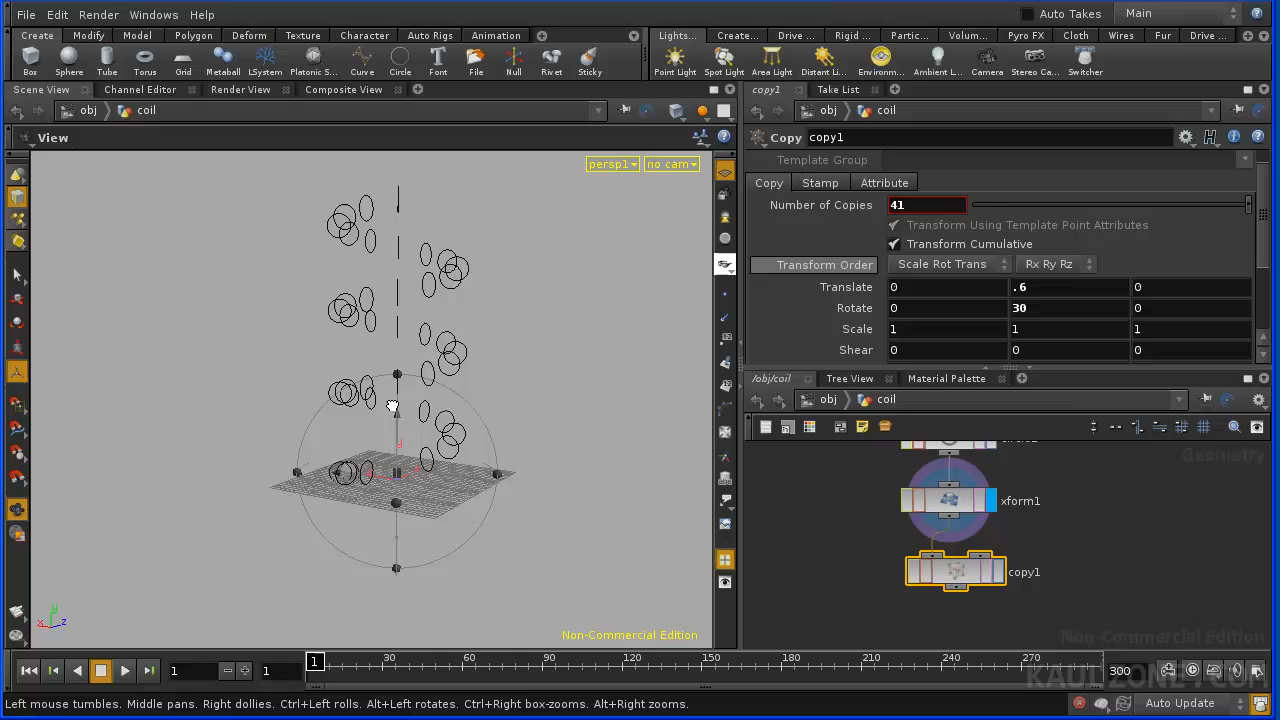 File Edit Render Windows Help Auto Takes Main
Create Modify Model Polygon Deform Texture Character Auto Rigs Animation Lights... Create... Drive ... Rigid ... Partic... Volum... Pyro FX Cloth Wires Fur Drive ...
Box Sphere Tube Torus Grid Metaball LSystem Platonic S... Curve Circle Font File Null Rivet Sticky Point Light Spot Light Area Light Distant Li... Environm... Ambient L... Camera Stereo Ca... Switcher
Scene View Channel Editor Render View Composite View copy1 Take List
obj coil obj coil
View Copy copy1
persp1 no cam Template Group
Copy Stamp Attribute
Number of Copies 41
Transform Using Template Point Attributes
Transform Cumulative
Transform Order Scale Rot Trans Rx Ry Rz
Translate 0 .6 0
Rotate 0 30 0
Scale 1 1 1
Shear 0 0 0
/obj/coil Tree View Material Palette
obj coil
Geometry
xform1
copy1
y
x z
Non-Commercial Edition
Non-Commercial Edition
1 1 1 30 60 90 120 150 180 210 240 270 300
KAULIZONE.COM
Left mouse tumbles. Middle pans. Right dollies. Ctrl+Left rolls. Alt+Left rotates. Ctrl+Right box-zooms. Alt+Right zooms. Auto Update